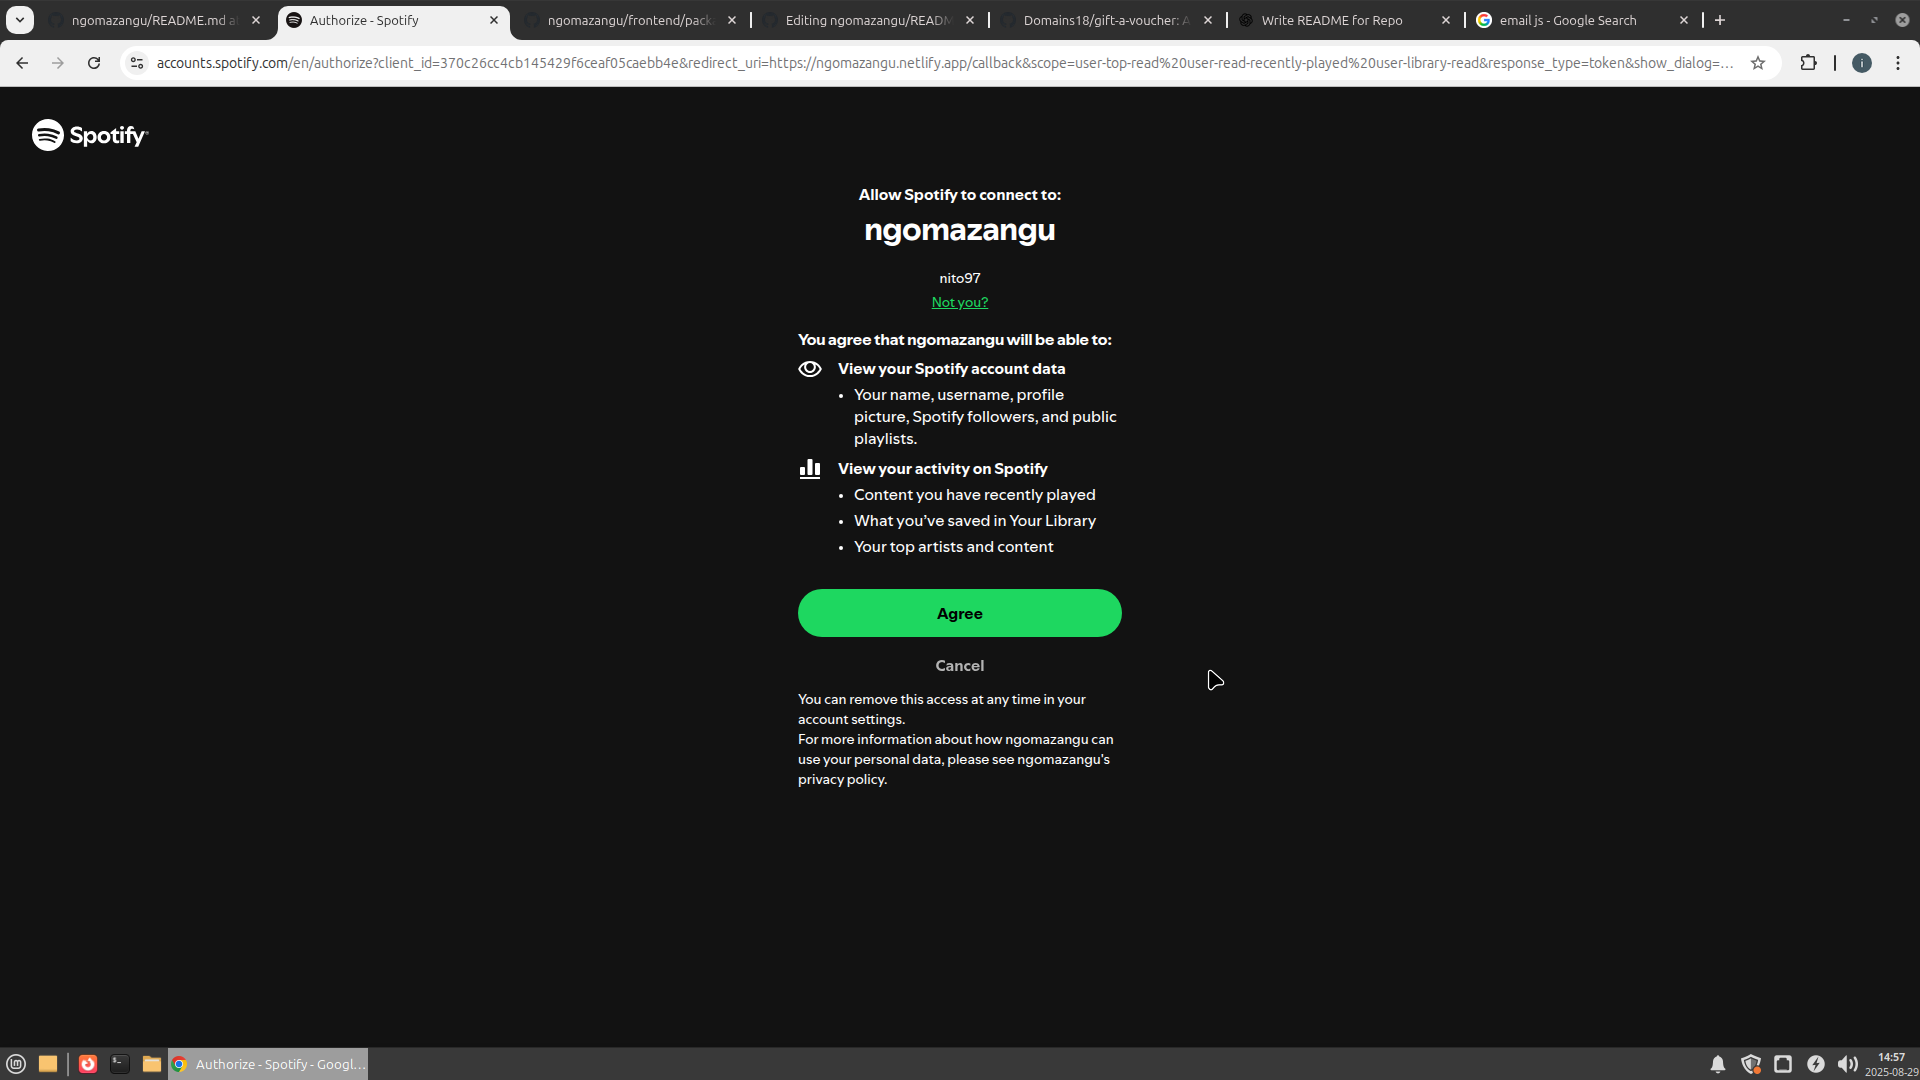 ngomazangu/README.md a
Authorize - Spotify
ngomazangu/frontend/pack
Editing ngomazangu/READM
Domains18/gift-a-voucher: A
Write README for Repo
email js - Google Search
accounts.spotify.com/en/authorize?client_id=370c26cc4cb145429f6ceaf05caebb4e&redirect_uri=https://ngomazangu.netlify.app/callback&scope=user-top-read%20user-read-recently-played%20user-library-read&response_type=token&show_dialog=...
i
Spotify
Allow Spotify to connect to:
ngomazangu
nito97
Not you?
You agree that ngomazangu will be able to:
View your Spotify account data
• Your name, username, profile
picture, Spotify followers, and public
playlists.
View your activity on Spotify
• Content you have recently played
• What you’ve saved in Your Library
• Your top artists and content
Agree
Cancel
You can remove this access at any time in your
account settings.
For more information about how ngomazangu can
use your personal data, please see ngomazangu's
privacy policy.
Authorize - Spotify - Googl...
14:57
2025-08-29